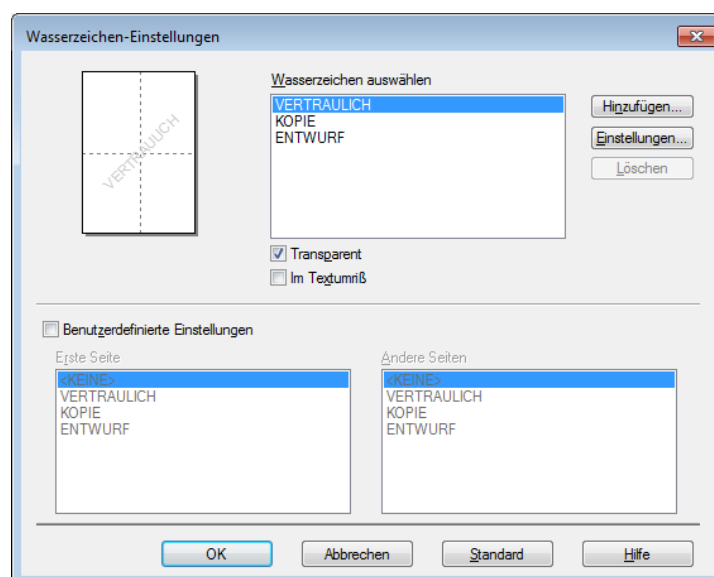 Wasserzeichen-Einstellungen
Wasserzeichen auswählen
VERTRAULICH
KOPIE
ENTWURF
Hinzufügen...
Einstellungen...
Löschen
VERTRAULICH
Transparent
Im Textumriß
Benutzerdefinierte Einstellungen
Erste Seite
<KEINE>
VERTRAULICH
KOPIE
ENTWURF
Andere Seiten
<KEINE>
VERTRAULICH
KOPIE
ENTWURF
OK Abbrechen Standard Hilfe